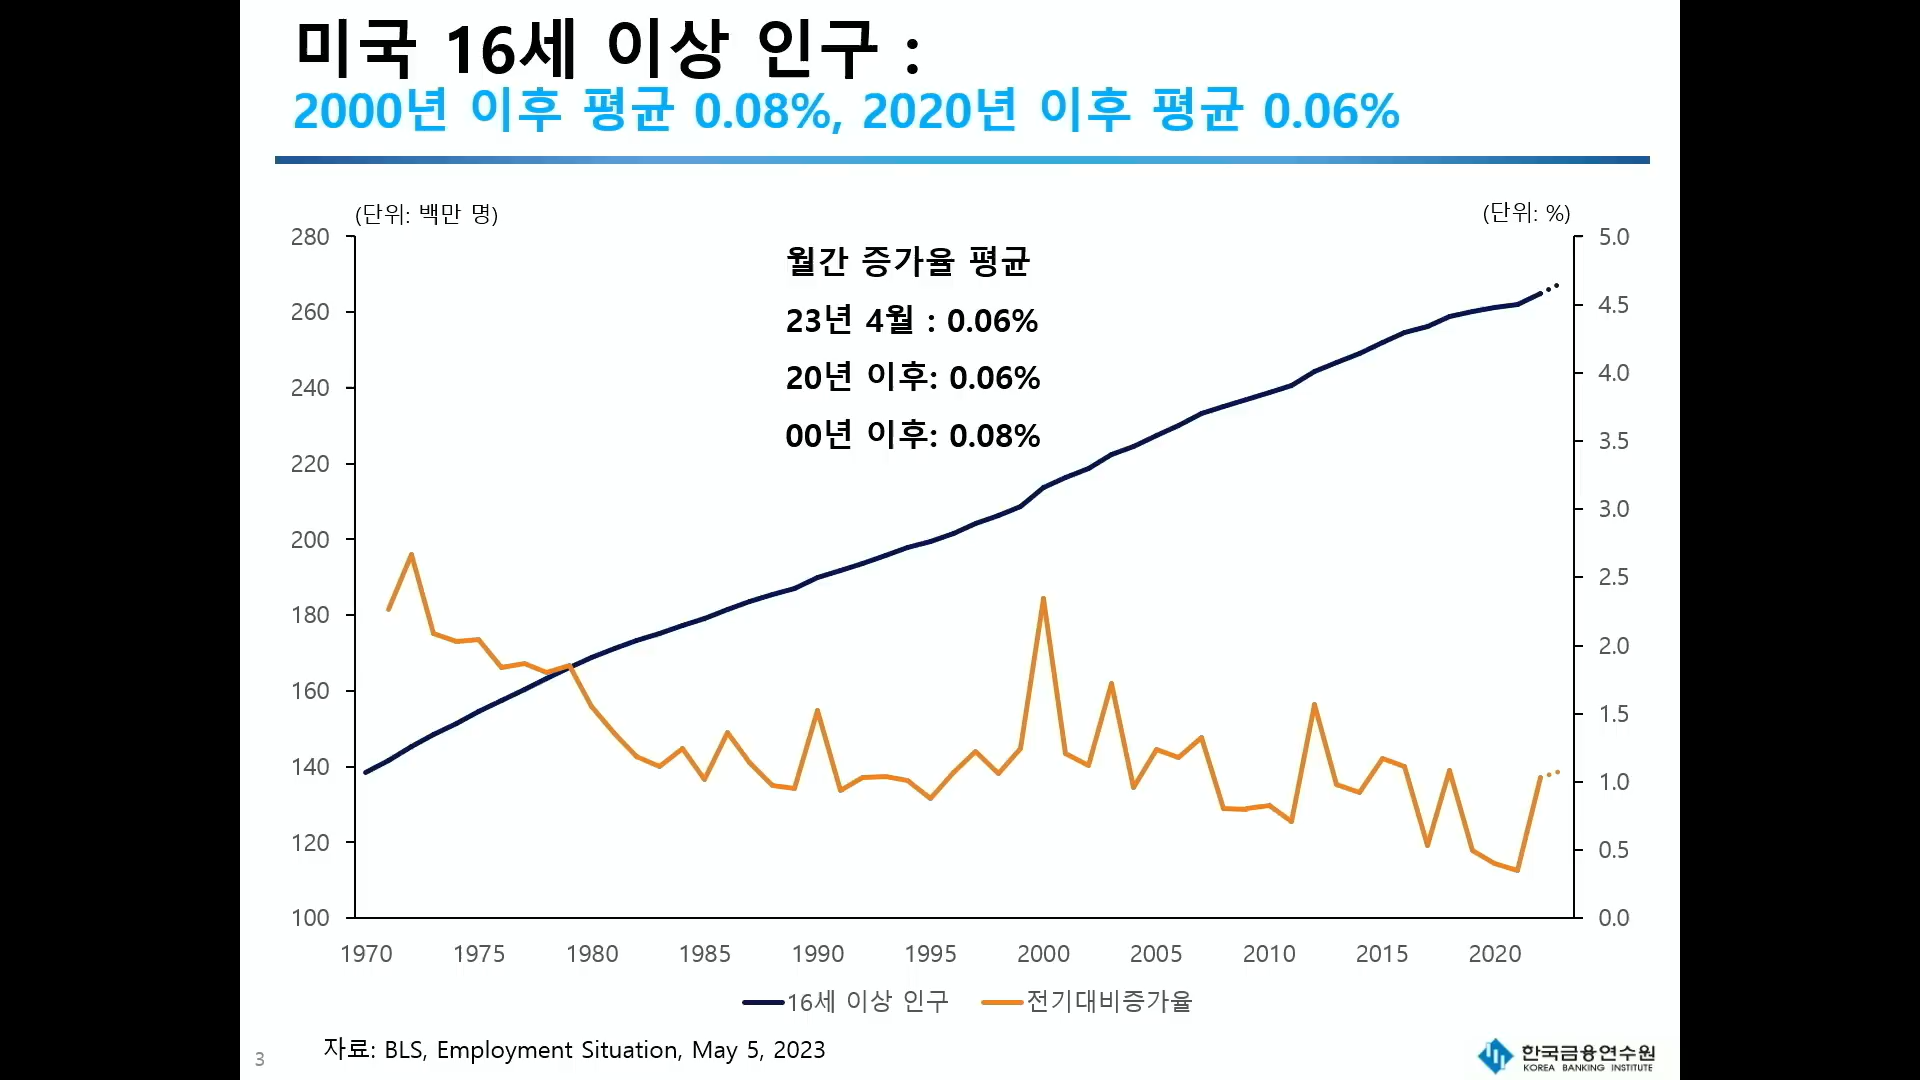 미국 16세 이상 인구 :
2000년 이후 평균 0.08%, 2020년 이후 평균 0.06%
(단위: 백만 명)
(단위: %)
월간 증가율 평균
23년 4월 : 0.06%
20년 이후: 0.06%
00년 이후: 0.08%
280
260
240
220
200
180
160
140
120
100
5.0
4.5
4.0
3.5
3.0
2.5
2.0
1.5
1.0
0.5
0.0
1970 1975 1980 1985 1990 1995 2000 2005 2010 2015 2020
16세 이상 인구 전기대비증가율
자료: BLS, Employment Situation, May 5, 2023
3
한국금융연수원
KOREA BANKING INSTITUTE